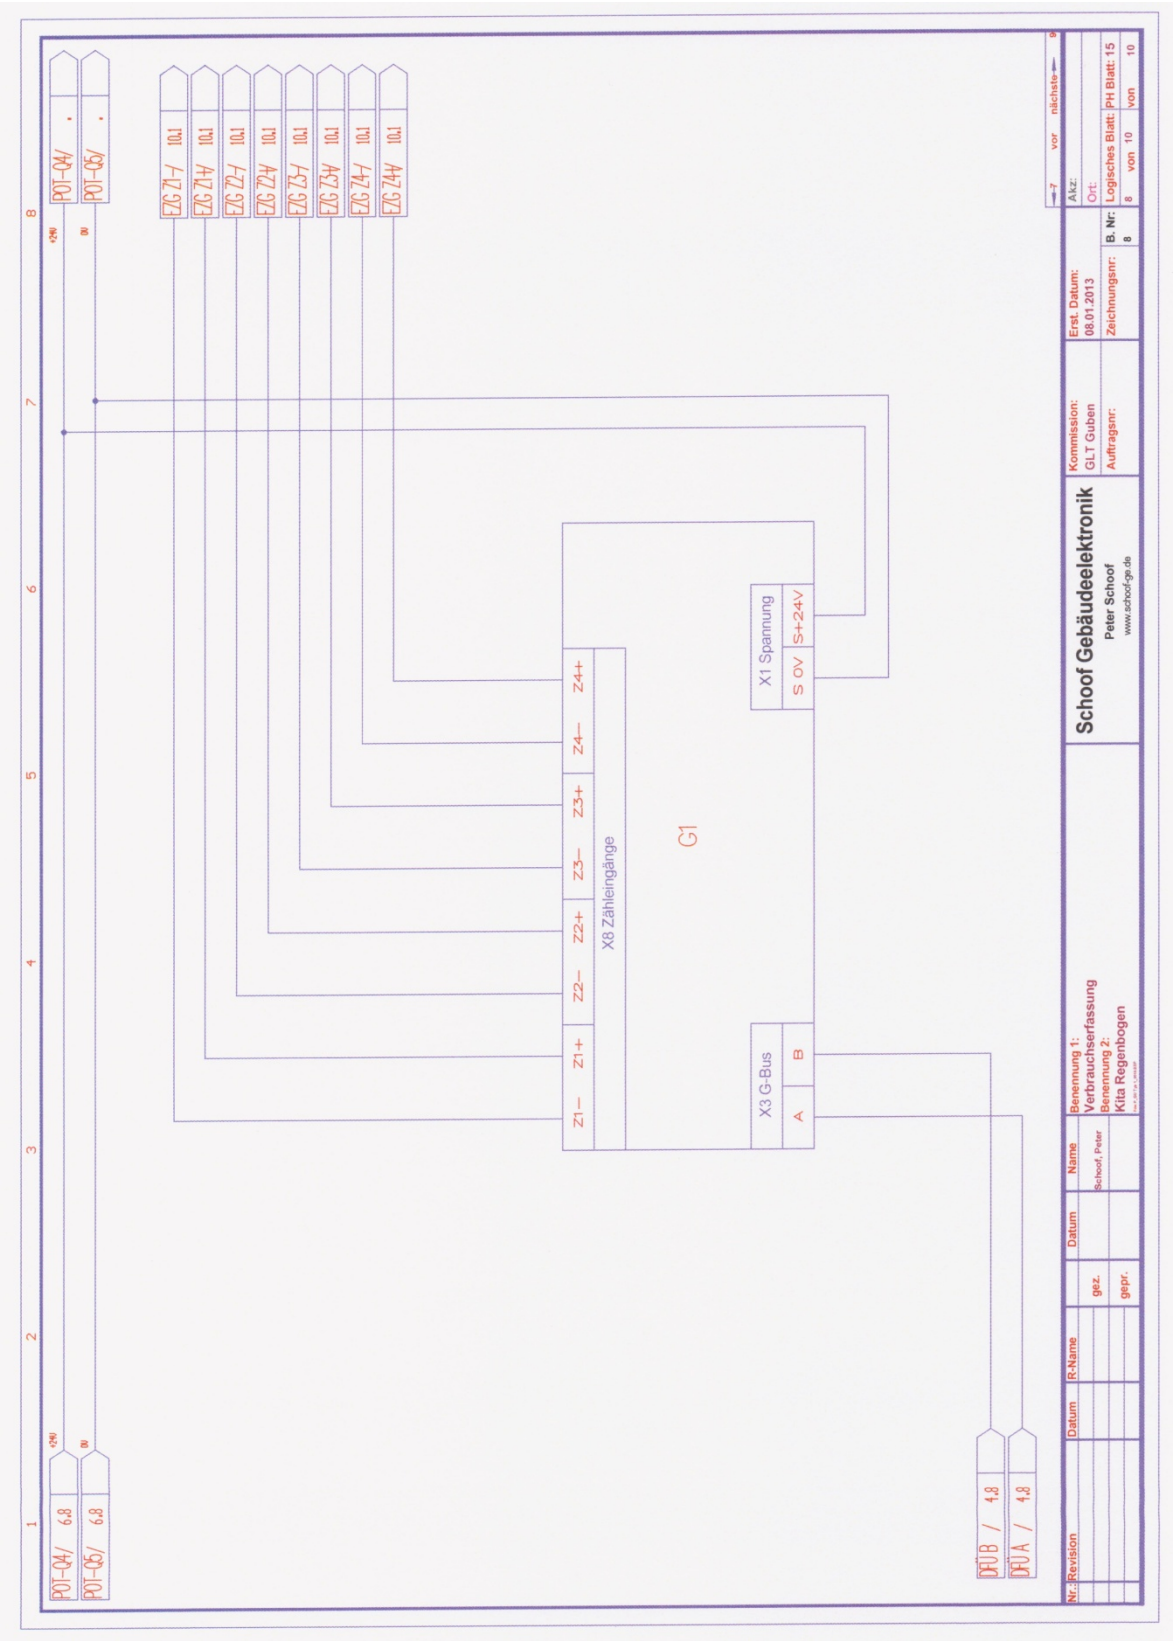 1 2 3 4 5 6 7 8
POT-Q4/ 6.8
+24V
+24V
POT-Q4/ .
POT-Q5/ 6.8
0V
0V
POT-Q5/ .
EZG Z1-/ 10.1
EZG Z1+/ 10.1
EZG Z2-/ 10.1
EZG Z2+/ 10.1
EZG Z3-/ 10.1
EZG Z3+/ 10.1
EZG Z4-/ 10.1
EZG Z4+/ 10.1
Z1- Z1+ Z2- Z2+ Z3- Z3+ Z4- Z4+
X8 Zähleingänge
G1
X3 G-Bus
A B
X1 Spannung
S 0V S+24V
DFÜ B / 4.8
DFÜ A / 4.8
7 vor nächste 9
Nr.: Revision Datum R-Name Datum Name
gez. Schoof, Peter
gepr.
Benennung 1:
Verbrauchserfassung
Benennung 2:
Kita Regenbogen
Schoof Gebäudeelektronik
Peter Schoof
www.schoof-ge.de
Kommission:
GLT Guben
Auftragsnr:
Erst. Datum:
08.01.2013
Zeichnungsnr:
B. Nr:
8
Akz:
Ort:
Logisches Blatt: PH Blatt: 15
8 von 10 von 10